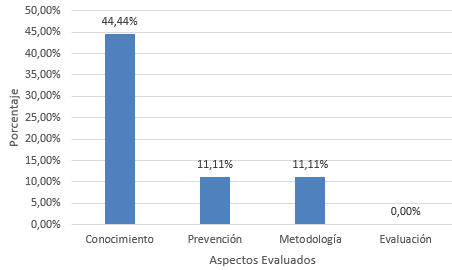 50,00%
45,00%
40,00%
35,00%
30,00%
25,00%
20,00%
15,00%
10,00%
5,00%
0,00%
Porcentaje
44,44%
11,11%
11,11%
0,00%
Conocimiento
Prevención
Metodología
Evaluación
Aspectos Evaluados